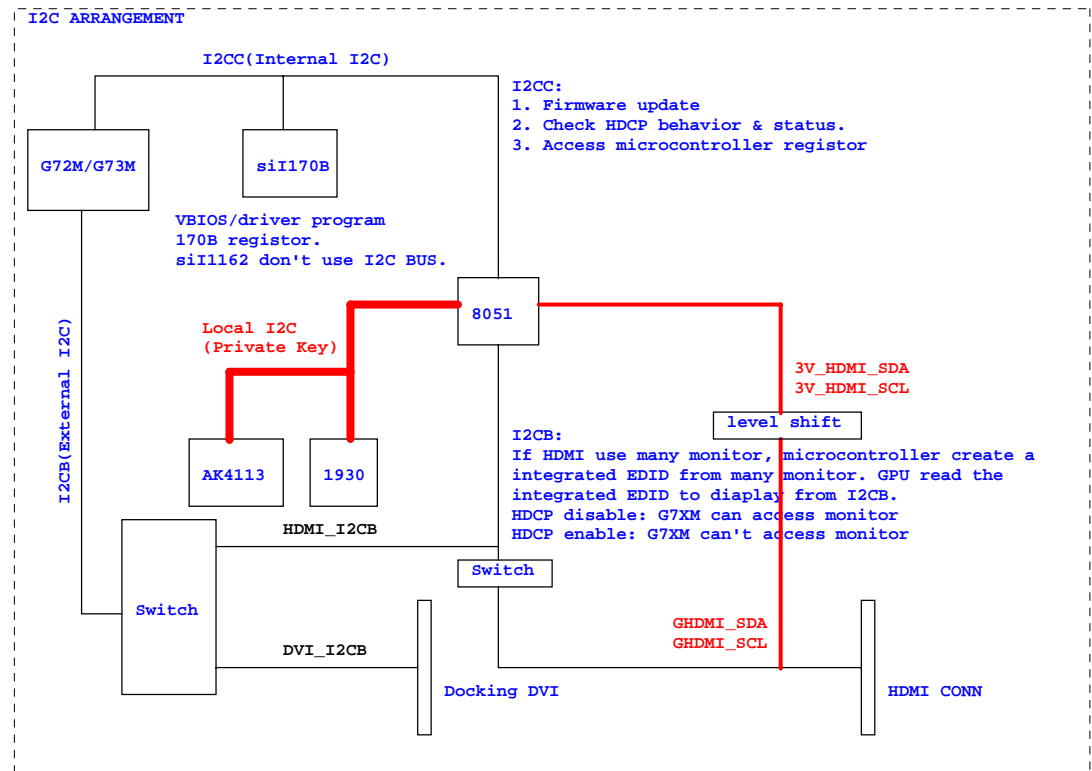 I2C ARRANGEMENT
I2CC(Internal I2C)
I2CC:
1. Firmware update
2. Check HDCP behavior & status.
3. Access microcontroller registor
G72M/G73M
siI170B
VBIOS/driver program
170B registor.
siI1162 don't use I2C BUS.
8051
Local I2C
(Private Key)
I2CB(External I2C)
3V_HDMI_SDA
3V_HDMI_SCL
level shift
I2CB:
If HDMI use many monitor, microcontroller create a
integrated EDID from many monitor. GPU read the
integrated EDID to diaplay from I2CB.
HDCP disable: G7XM can access monitor
HDCP enable: G7XM can't access monitor
AK4113
1930
HDMI_I2CB
Switch
Switch
GHDMI_SDA
GHDMI_SCL
DVI_I2CB
Docking DVI
HDMI CONN